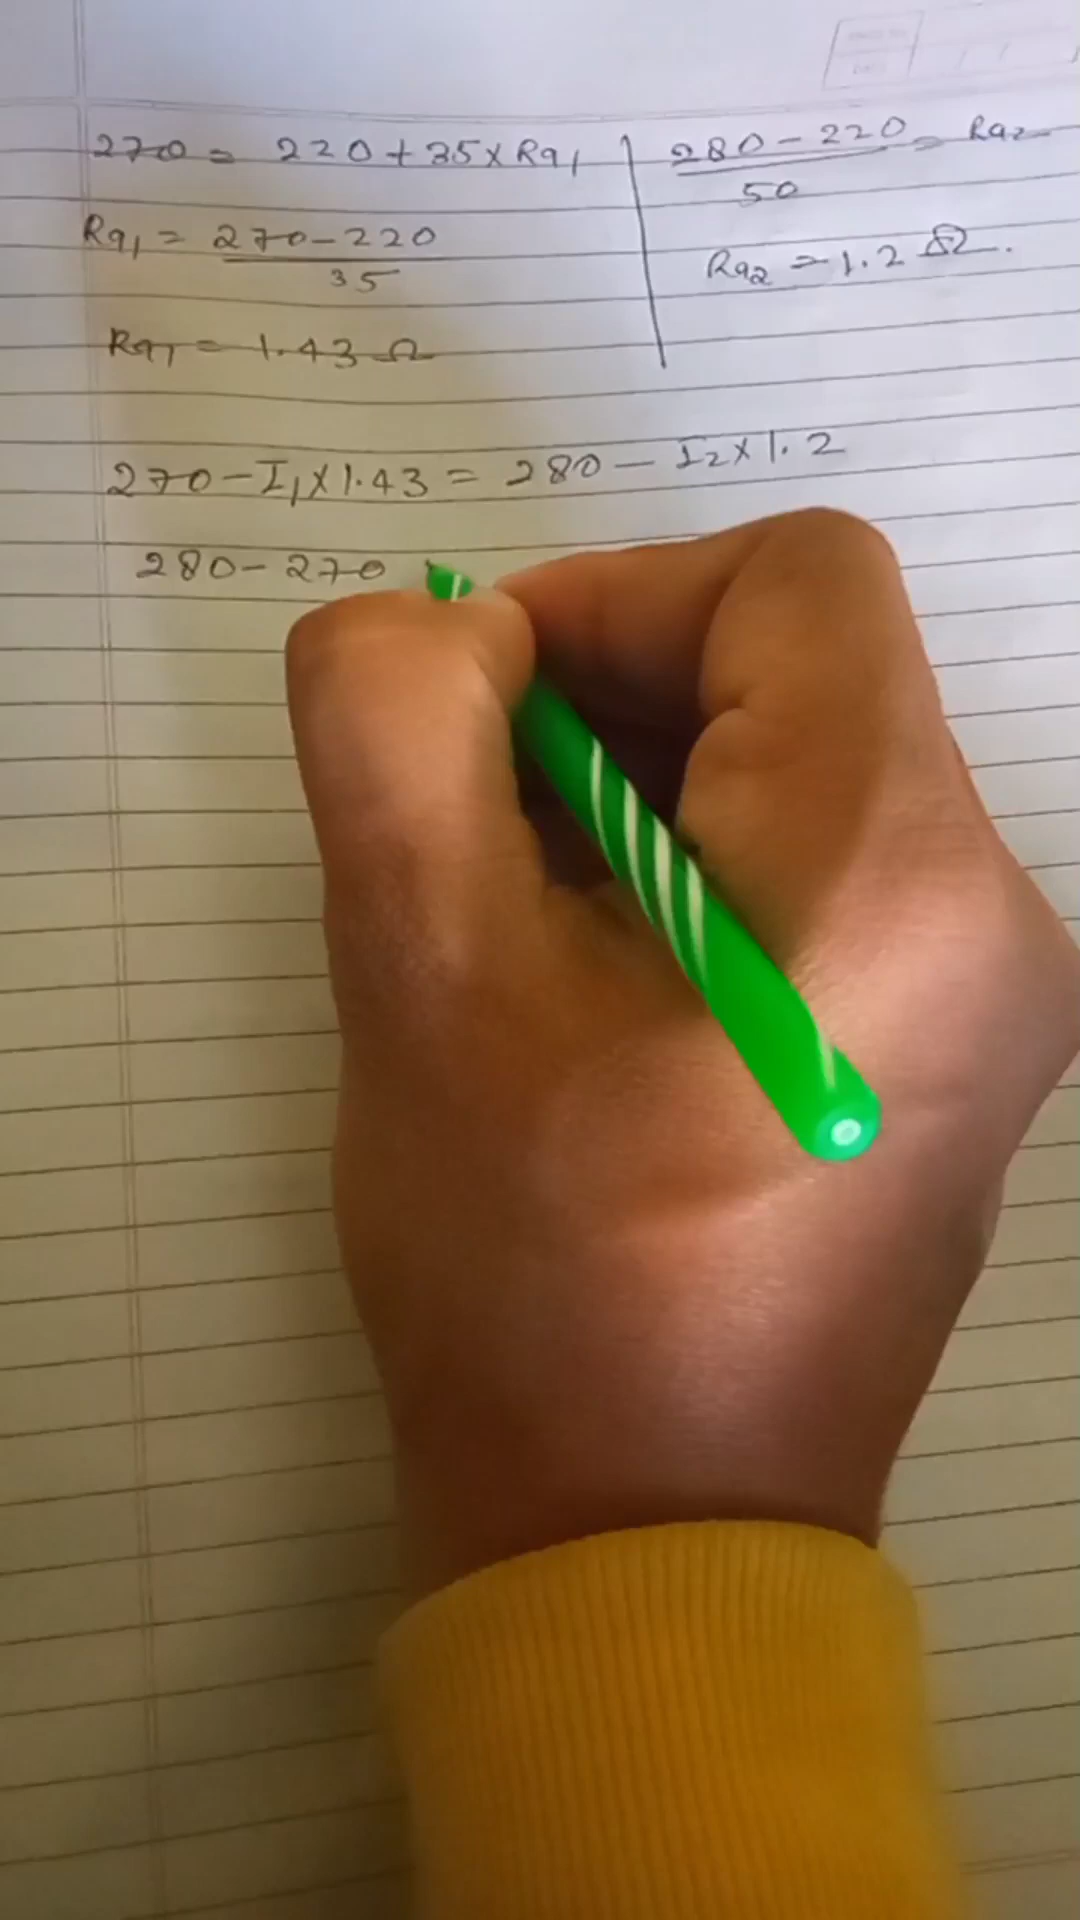 270 = 220 + 35 × Ra1
Ra1 = 270 - 220
35
Ra1 = 1.43 Ω
280 - 220 = Ra2
50
Ra2 = 1.2 Ω.
270 - I1 × 1.43 = 280 - I2 × 1.2
280 - 270